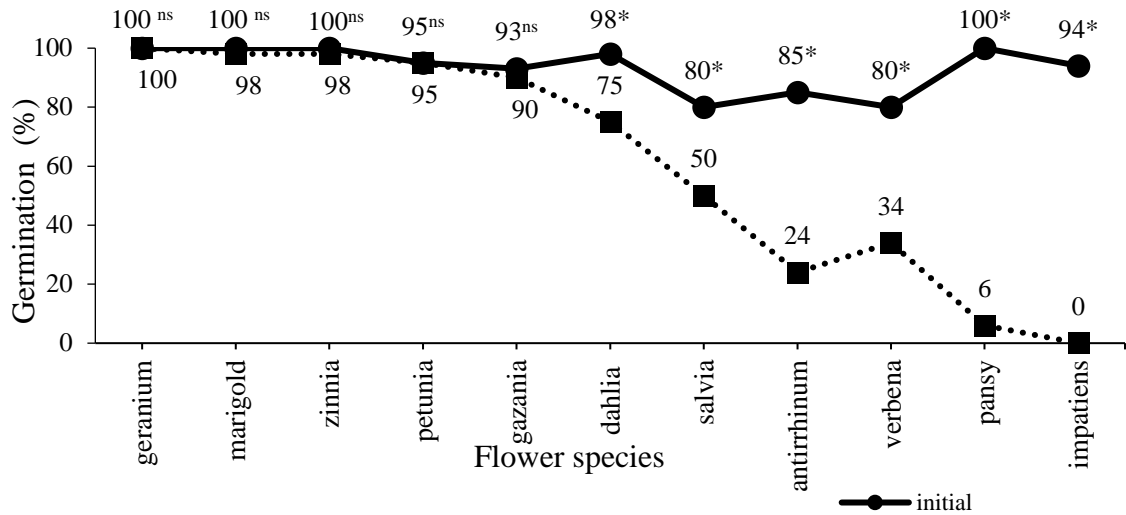 100 ns 100 ns 100ns 95ns 93ns 98* 80* 85* 80* 100* 94*
100 98 98 95 90 75 50 24 34 6 0
Germination (%)
100
80
60
40
20
0
geranium
marigold
zinnia
petunia
gazania
dahlia
salvia
antirrhinum
verbena
pansy
impatiens
Flower species
initial